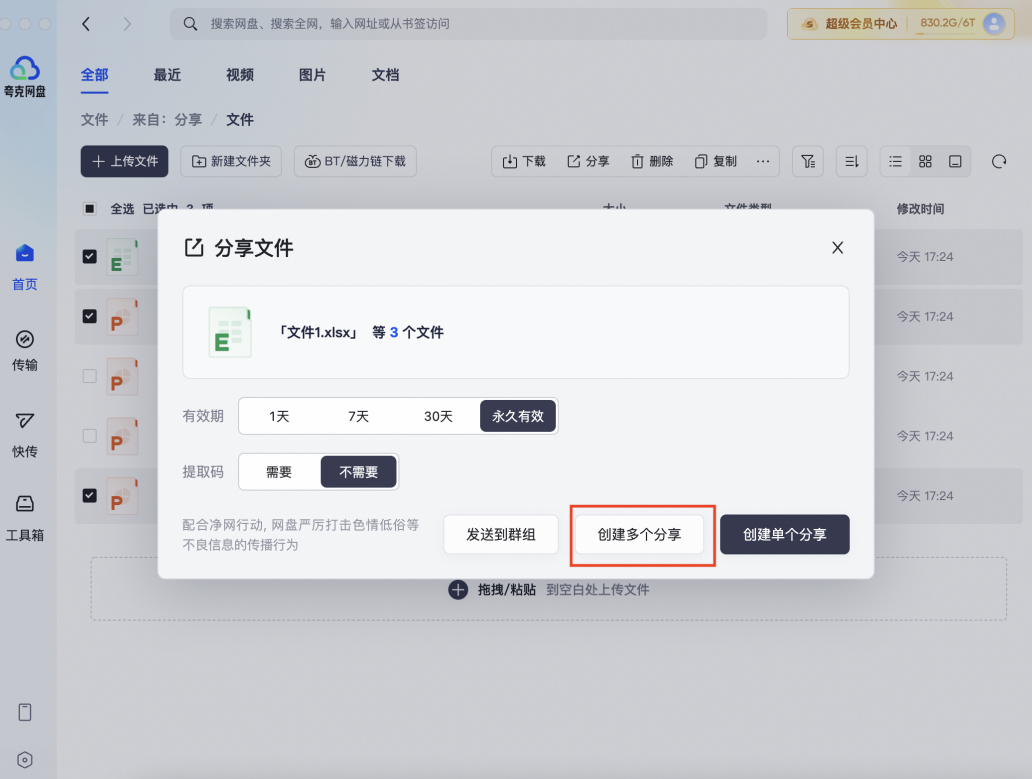 搜索网盘、搜索全网，输入网址或从书签访问
超级会员中心
830.2G/6T
夸克网盘
全部 最近 视频 图片 文档
文件 / 来自：分享 / 文件
上传文件 新建文件夹 BT/磁力链下载 下载 分享 删除 复制 ···
全选 已选中 3 项 大小 文件类型 修改时间
分享文件
今天 17:24
首页
「文件1.xlsx」 等 3 个文件
今天 17:24
传输
今天 17:24
有效期 1天 7天 30天 永久有效
今天 17:24
快传
提取码 需要 不需要
今天 17:24
工具箱
配合净网行动, 网盘严厉打击色情低俗等
不良信息的传播行为
发送到群组 创建多个分享 创建单个分享
拖拽/粘贴 到空白处上传文件